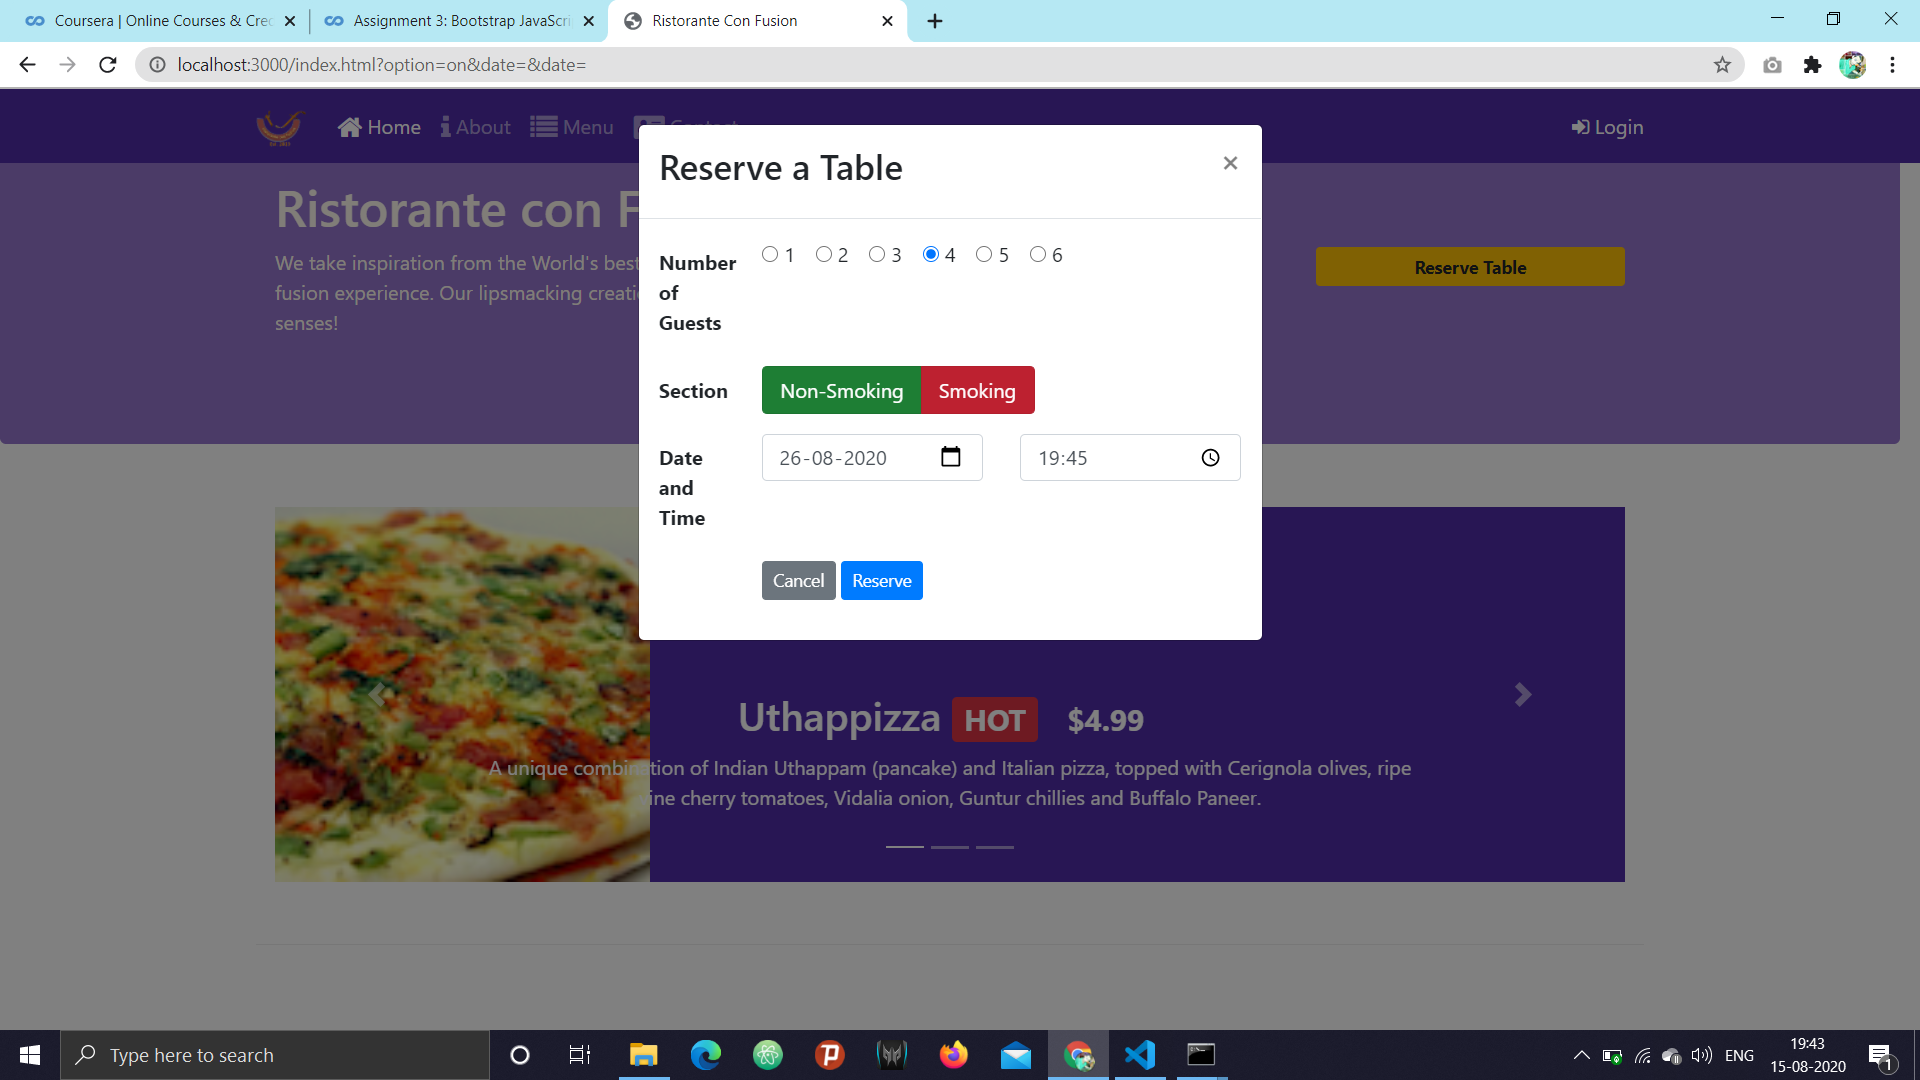 Coursera | Online Courses & Cre
Assignment 3: Bootstrap JavaScri
Ristorante Con Fusion
localhost:3000/index.html?option=on&date=&date=
Home
About
Menu
Login
Reserve a Table
×
Ristorante con F
We take inspiration from the World's best
fusion experience. Our lipsmacking creati
senses!
Reserve Table
Number
of
Guests
1 2 3 4 5 6
Section
Non-Smoking Smoking
Date
and
Time
26-08-2020
19:45
Cancel Reserve
Uthappizza HOT $4.99
A unique combination of Indian Uthappam (pancake) and Italian pizza, topped with Cerignola olives, ripe
ine cherry tomatoes, Vidalia onion, Guntur chillies and Buffalo Paneer.
Type here to search
ENG
19:43
15-08-2020
1